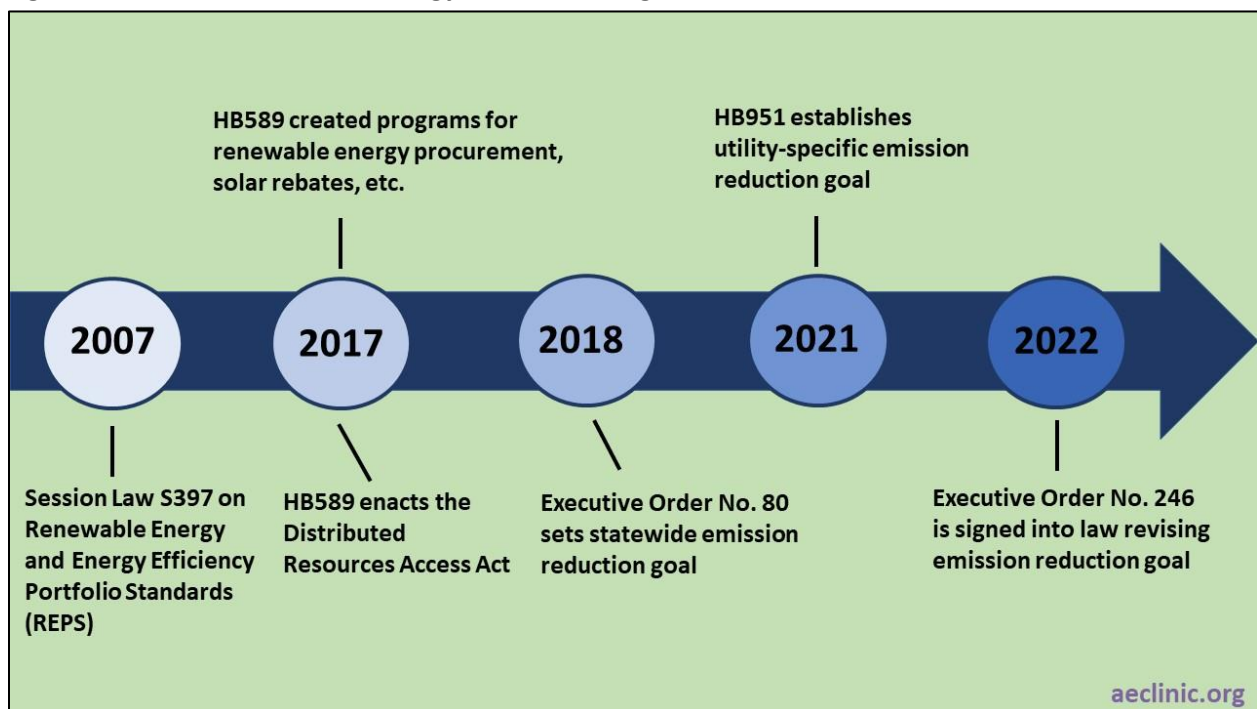 HB589 created programs for
renewable energy procurement,
solar rebates, etc.
HB951 establishes
utility-specific emission
reduction goal
2007
2017
2018
2021
2022
Session Law S397 on
Renewable Energy
and Energy Efficiency
Portfolio Standards
(REPS)
HB589 enacts the
Distributed
Resources Access Act
Executive Order No. 80
sets statewide emission
reduction goal
Executive Order No. 246
is signed into law revising
emission reduction goal
aeclinic.org